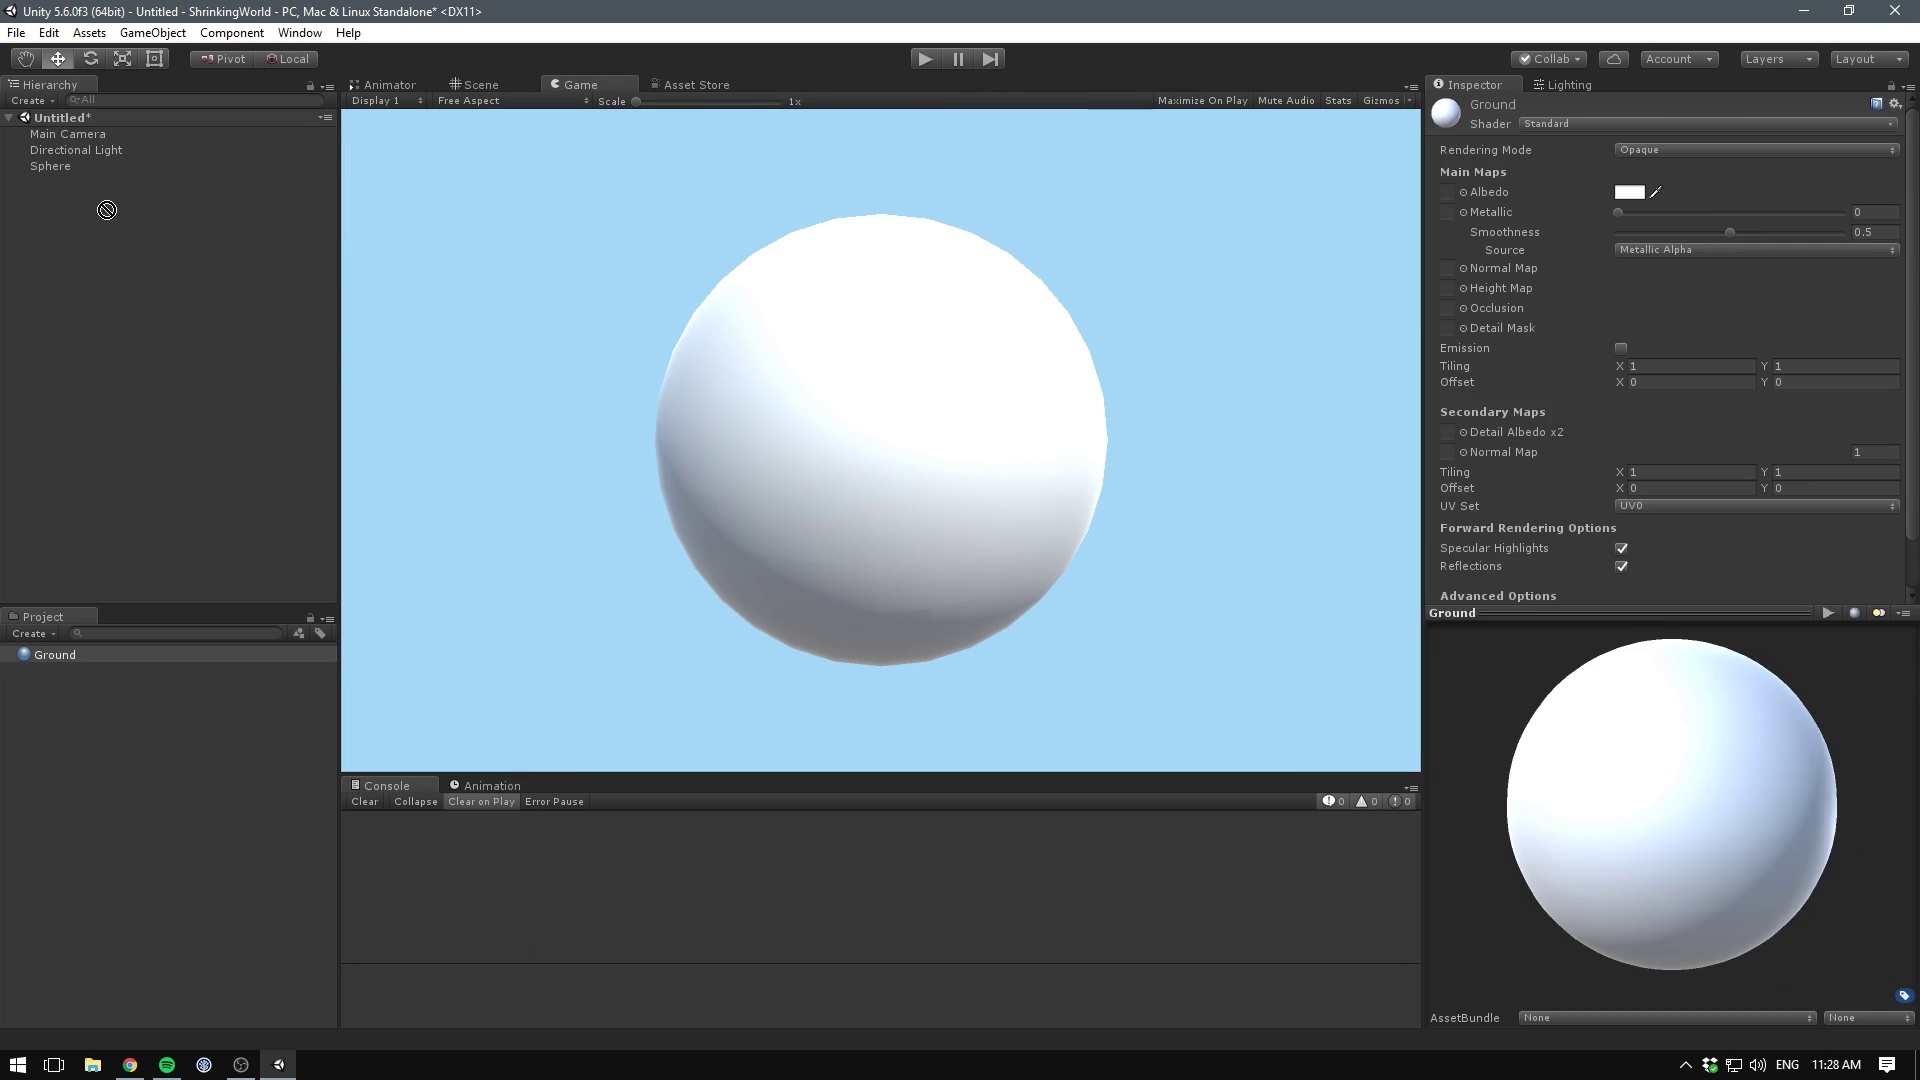 Unity 5.6.0f3 (64bit) - Untitled - ShrinkingWorld - PC, Mac & Linux Standalone* <DX11>
File Edit Assets GameObject Component Window Help
Pivot Local Collab Account Layers Layout
Hierarchy Animator Scene Game Asset Store Inspector Lighting
Create All Display 1 Free Aspect Scale 1x Maximize On Play Mute Audio Stats Gizmos
Ground
Untitled*
Shader Standard
Main Camera
Directional Light
Rendering Mode Opaque
Sphere
Main Maps
Albedo
Metallic 0
Smoothness 0.5
Source Metallic Alpha
Normal Map
Height Map
Occlusion
Detail Mask
Emission
Tiling X 1 Y 1
Offset X 0 Y 0
Secondary Maps
Detail Albedo x2
Normal Map 1
Tiling X 1 Y 1
Offset X 0 Y 0
UV Set UV0
Forward Rendering Options
Specular Highlights
Reflections
Advanced Options
Project
Ground
Create
Ground
Console Animation
Clear Collapse Clear on Play Error Pause 0 0 0
AssetBundle None None
ENG 11:28 AM